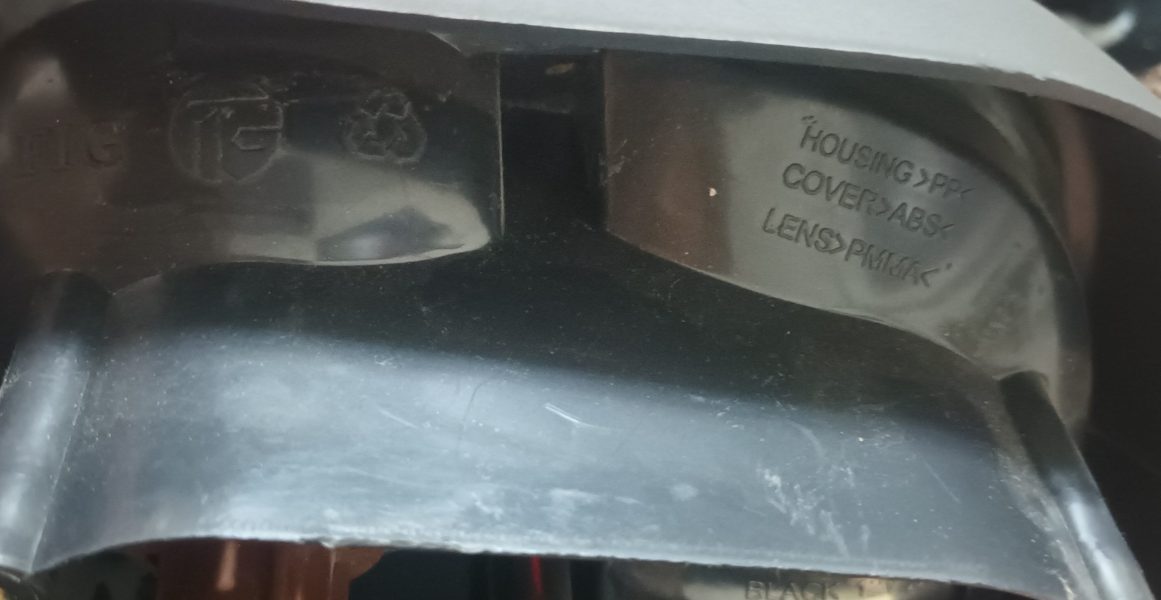 HOUSING >PP<
COVER>ABS<
LENS>PMMA<
BLACK